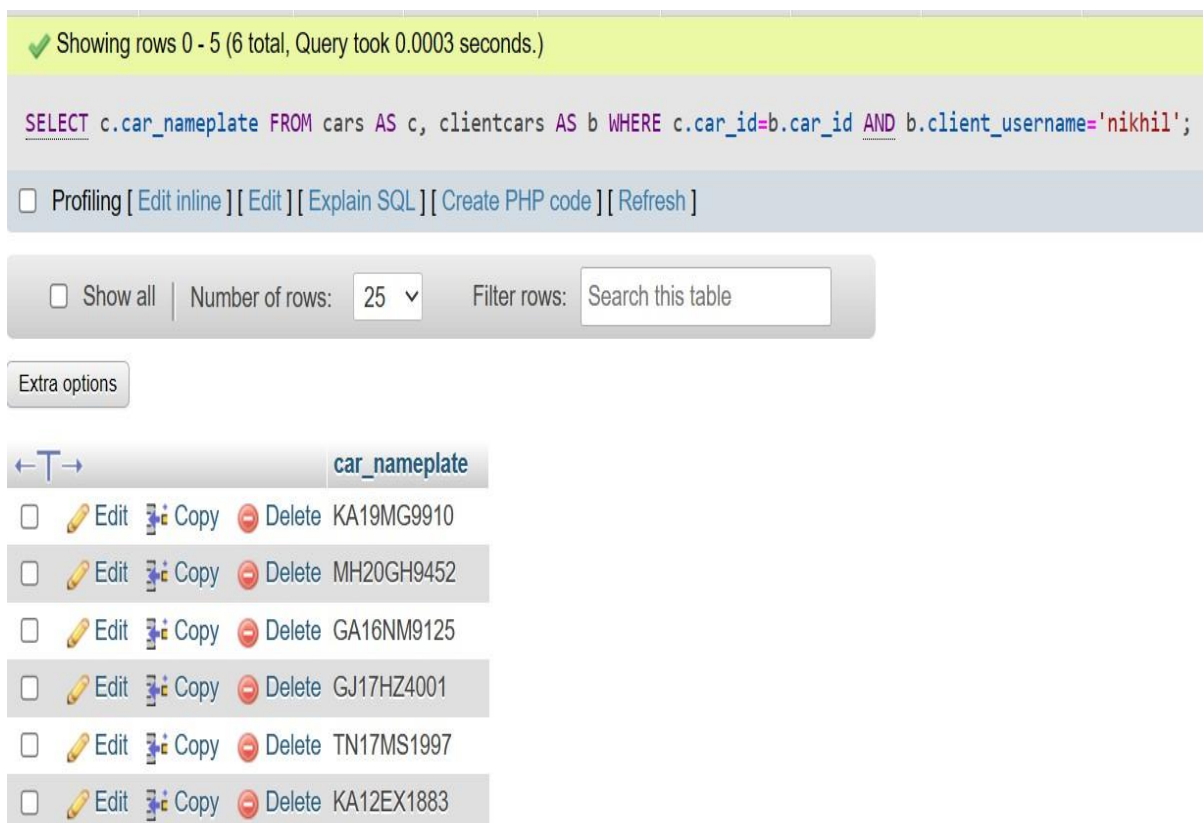 Showing rows 0 - 5 (6 total, Query took 0.0003 seconds.)
SELECT c.car_nameplate FROM cars AS c, clientcars AS b WHERE c.car_id=b.car_id AND b.client_username='nikhil';
Profiling [ Edit inline ] [ Edit ] [ Explain SQL ] [ Create PHP code ] [ Refresh ]
Show all | Number of rows: 25 Filter rows: Search this table
Extra options
←T→ car_nameplate
Edit Copy Delete KA19MG9910
Edit Copy Delete MH20GH9452
Edit Copy Delete GA16NM9125
Edit Copy Delete GJ17HZ4001
Edit Copy Delete TN17MS1997
Edit Copy Delete KA12EX1883